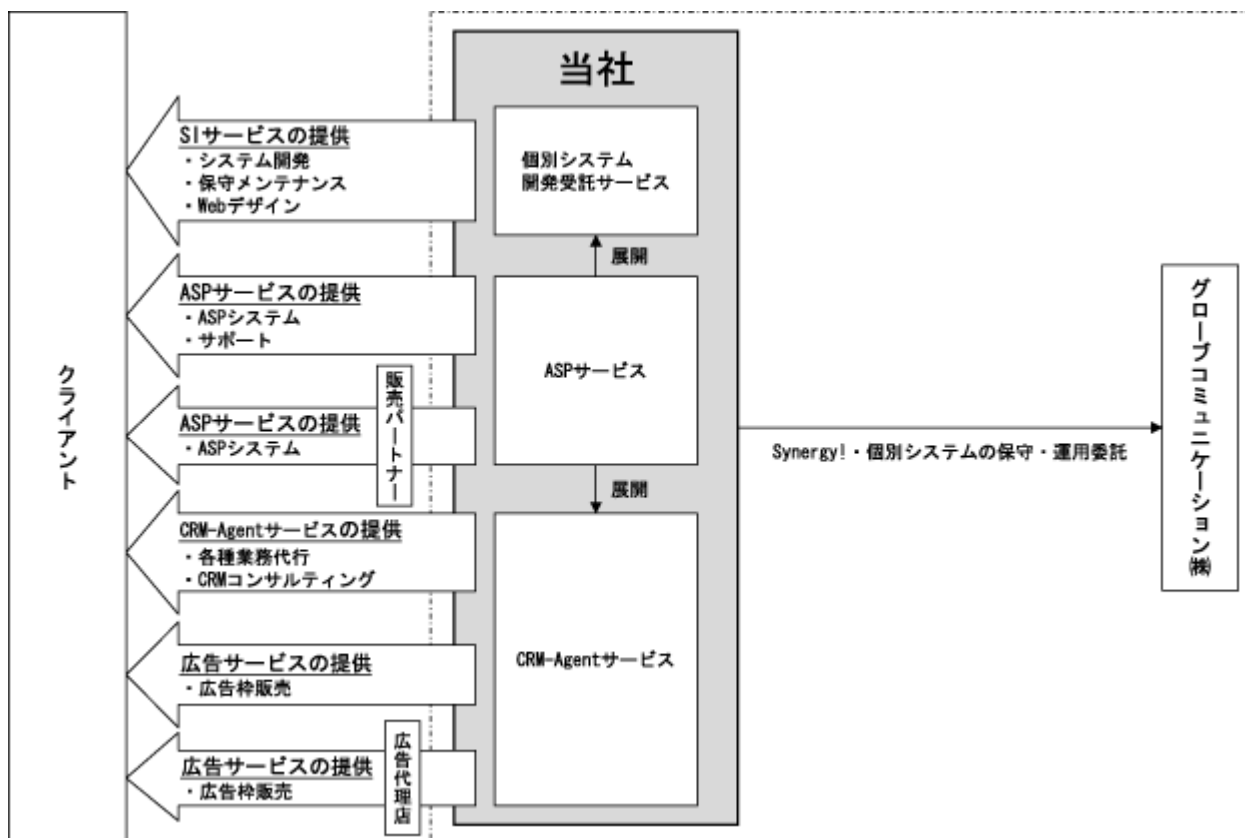 当社
SIサービスの提供
・システム開発
・保守メンテナンス
・Webデザイン
個別システム
開発受託サービス
展開
ASPサービスの提供
・ASPシステム
・サポート
ASPサービス
販売パートナー
ASPサービスの提供
・ASPシステム
クライアント
Synergy!・個別システムの保守・運用委託
グローブコミュニケーション㈱
展開
CRM-Agentサービスの提供
・各種業務代行
・CRMコンサルティング
CRM-Agentサービス
広告サービスの提供
・広告枠販売
広告代理店
広告サービスの提供
・広告枠販売